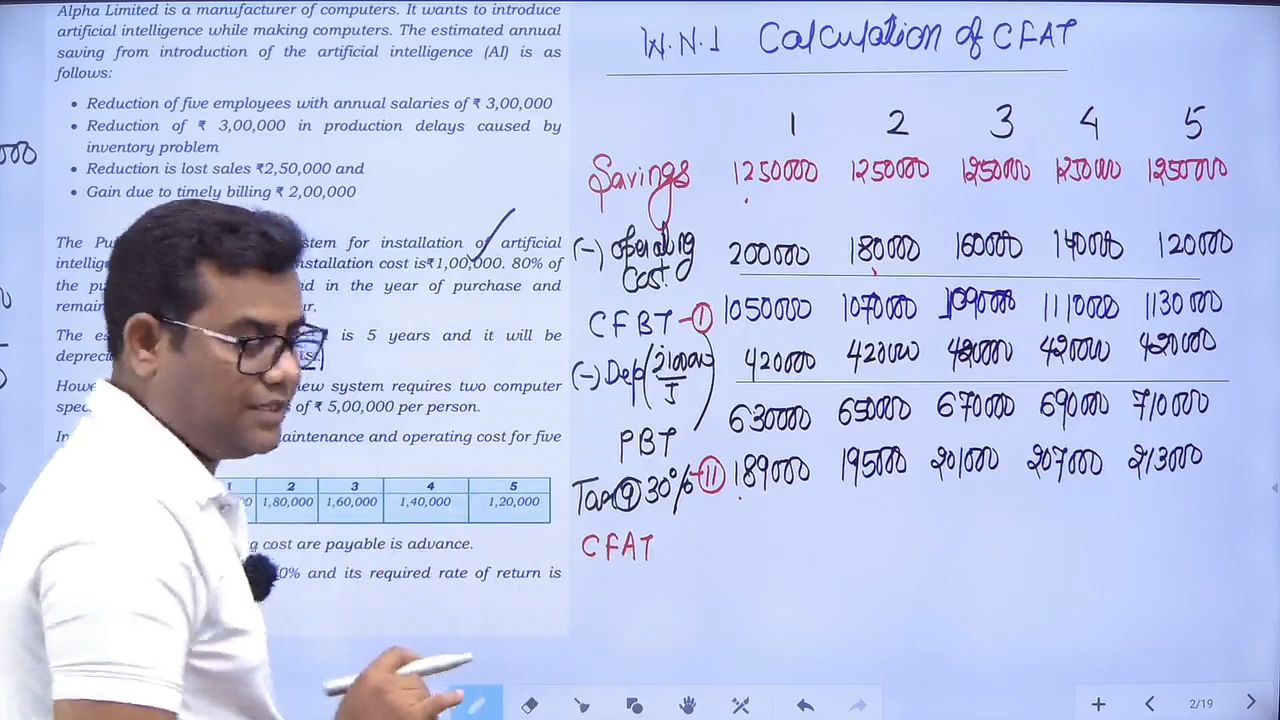 Alpha Limited is a manufacturer of computers. It wants to introduce
artificial intelligence while making computers. The estimated annual
saving from introduction of the artificial intelligence (AI) is as
follows:
• Reduction of five employees with annual salaries of ₹ 3,00,000
• Reduction of ₹ 3,00,000 in production delays caused by
inventory problem
• Reduction is lost sales ₹2,50,000 and
• Gain due to timely billing ₹ 2,00,000
The stem for installation of artificial
installation cost is₹1,00,000. 80% of
the in the year of purchase and
The is 5 years and it will be
new system requires two computer
of ₹ 5,00,000 per person.
maintenance and operating cost for five
1 2 3 4 5
1,80,000 1,60,000 1,40,000 1,20,000
cost are payable is advance.
0% and its required rate of return is
W.N.1 Calculation of CFAT
1 2 3 4 5
Savings 1250000 1250000 1250000 1250000 1250000
(-) Operating Cost 200000 180000 160000 140000 120000
CFBT -I 1050000 1070000 1090000 1110000 1130000
(-) Dep (2100000/5) 420000 420000 420000 420000 420000
PBT 630000 650000 670000 690000 710000
Tax @ 30% -II 189000 195000 201000 207000 213000
CFAT
2/19